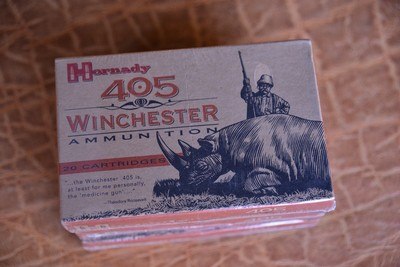 Hornady
405
WINCHESTER
AMMUNITION
20 CARTRIDGES
"...the Winchester .405 is,
at least for me personally,
the 'medicine gun'..."
—Theodore Roosevelt
405